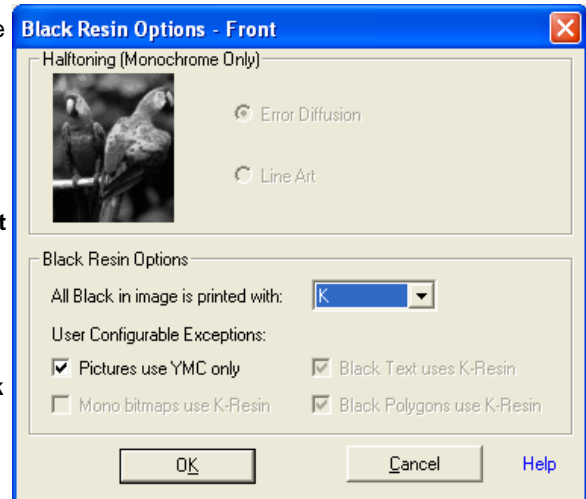 e
Black Resin Options - Front
Halftoning (Monochrome Only)
Error Diffusion
Line Art
t
Black Resin Options
All Black in image is printed with: K
User Configurable Exceptions:
Pictures use YMC only Black Text uses K-Resin
k
Mono bitmaps use K-Resin Black Polygons use K-Resin
OK Cancel Help